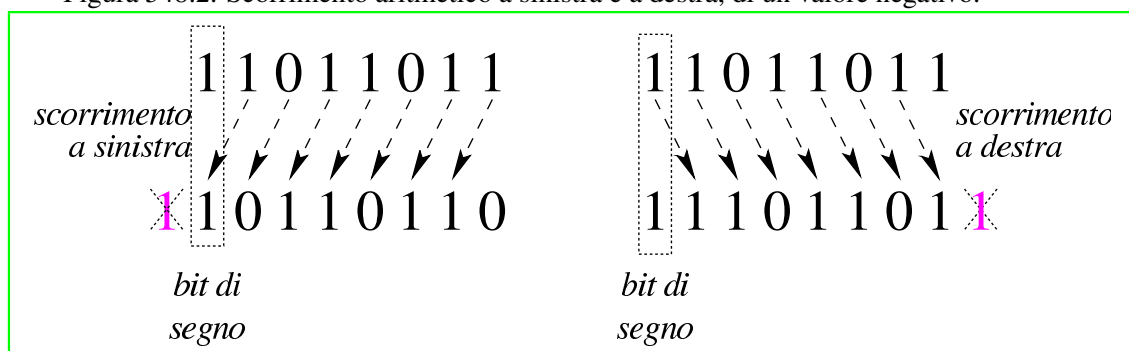 1 1 0 1 1 0 1 1
scorrimento
a sinistra
1 1 0 1 1 0 1 1 0
bit di
segno
1 1 0 1 1 0 1 1
scorrimento
a destra
1 1 1 0 1 1 0 1 1
bit di
segno